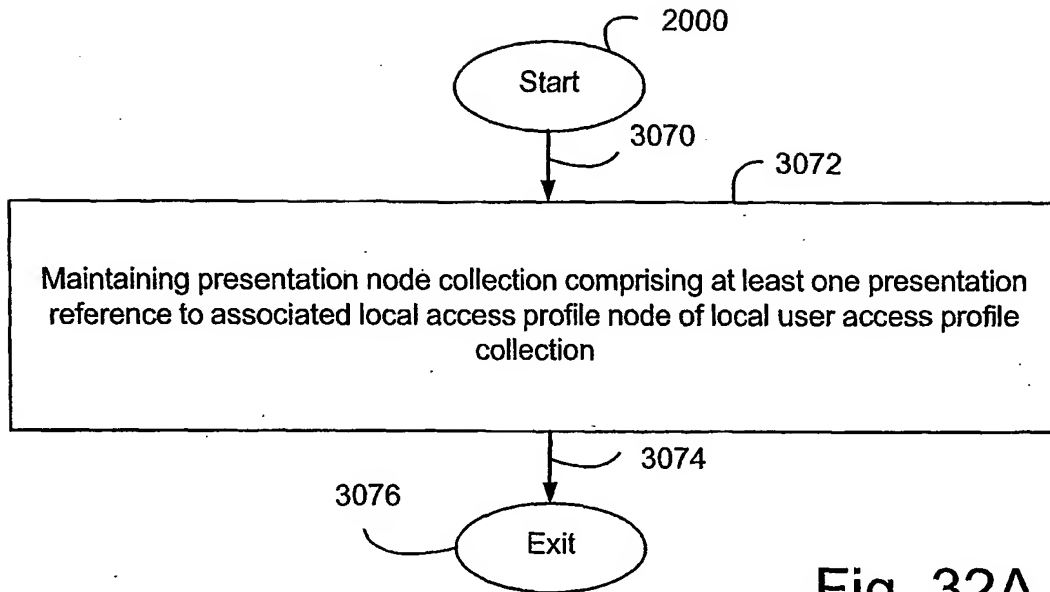 2000
Start
3070
3072
Maintaining presentation node collection comprising at least one presentation
reference to associated local access profile node of local user access profile
collection
3074
3076
Exit
Fig. 32A